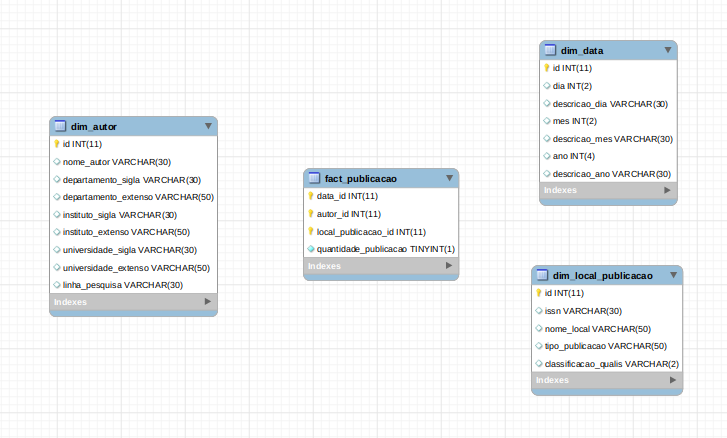 dim_autor
id INT(11)
nome_autor VARCHAR(30)
departamento_sigla VARCHAR(30)
departamento_extenso VARCHAR(50)
instituto_sigla VARCHAR(30)
instituto_extenso VARCHAR(50)
universidade_sigla VARCHAR(30)
universidade_extenso VARCHAR(50)
linha_pesquisa VARCHAR(30)
Indexes
fact_publicacao
data_id INT(11)
autor_id INT(11)
local_publicacao_id INT(11)
quantidade_publicacao TINYINT(1)
Indexes
dim_data
id INT(11)
dia INT(2)
descricao_dia VARCHAR(30)
mes INT(2)
descricao_mes VARCHAR(30)
ano INT(4)
descricao_ano VARCHAR(30)
Indexes
dim_local_publicacao
id INT(11)
issn VARCHAR(30)
nome_local VARCHAR(50)
tipo_publicacao VARCHAR(50)
classificacao_qualis VARCHAR(2)
Indexes